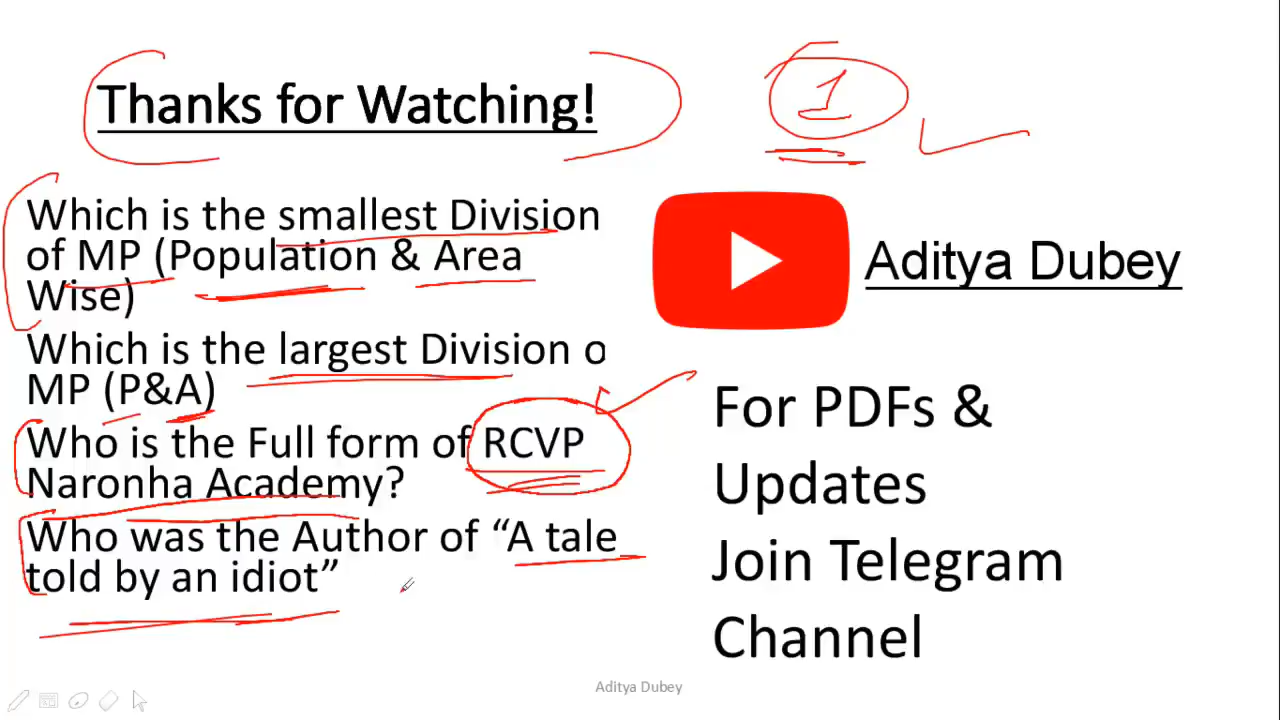 Thanks for Watching!
1
Which is the smallest Division
of MP (Population & Area
Wise)
Which is the largest Division o
MP (P&A)
Who is the Full form of RCVP
Naronha Academy?
Who was the Author of “A tale
told by an idiot”
Aditya Dubey
For PDFs &
Updates
Join Telegram
Channel
Aditya Dubey